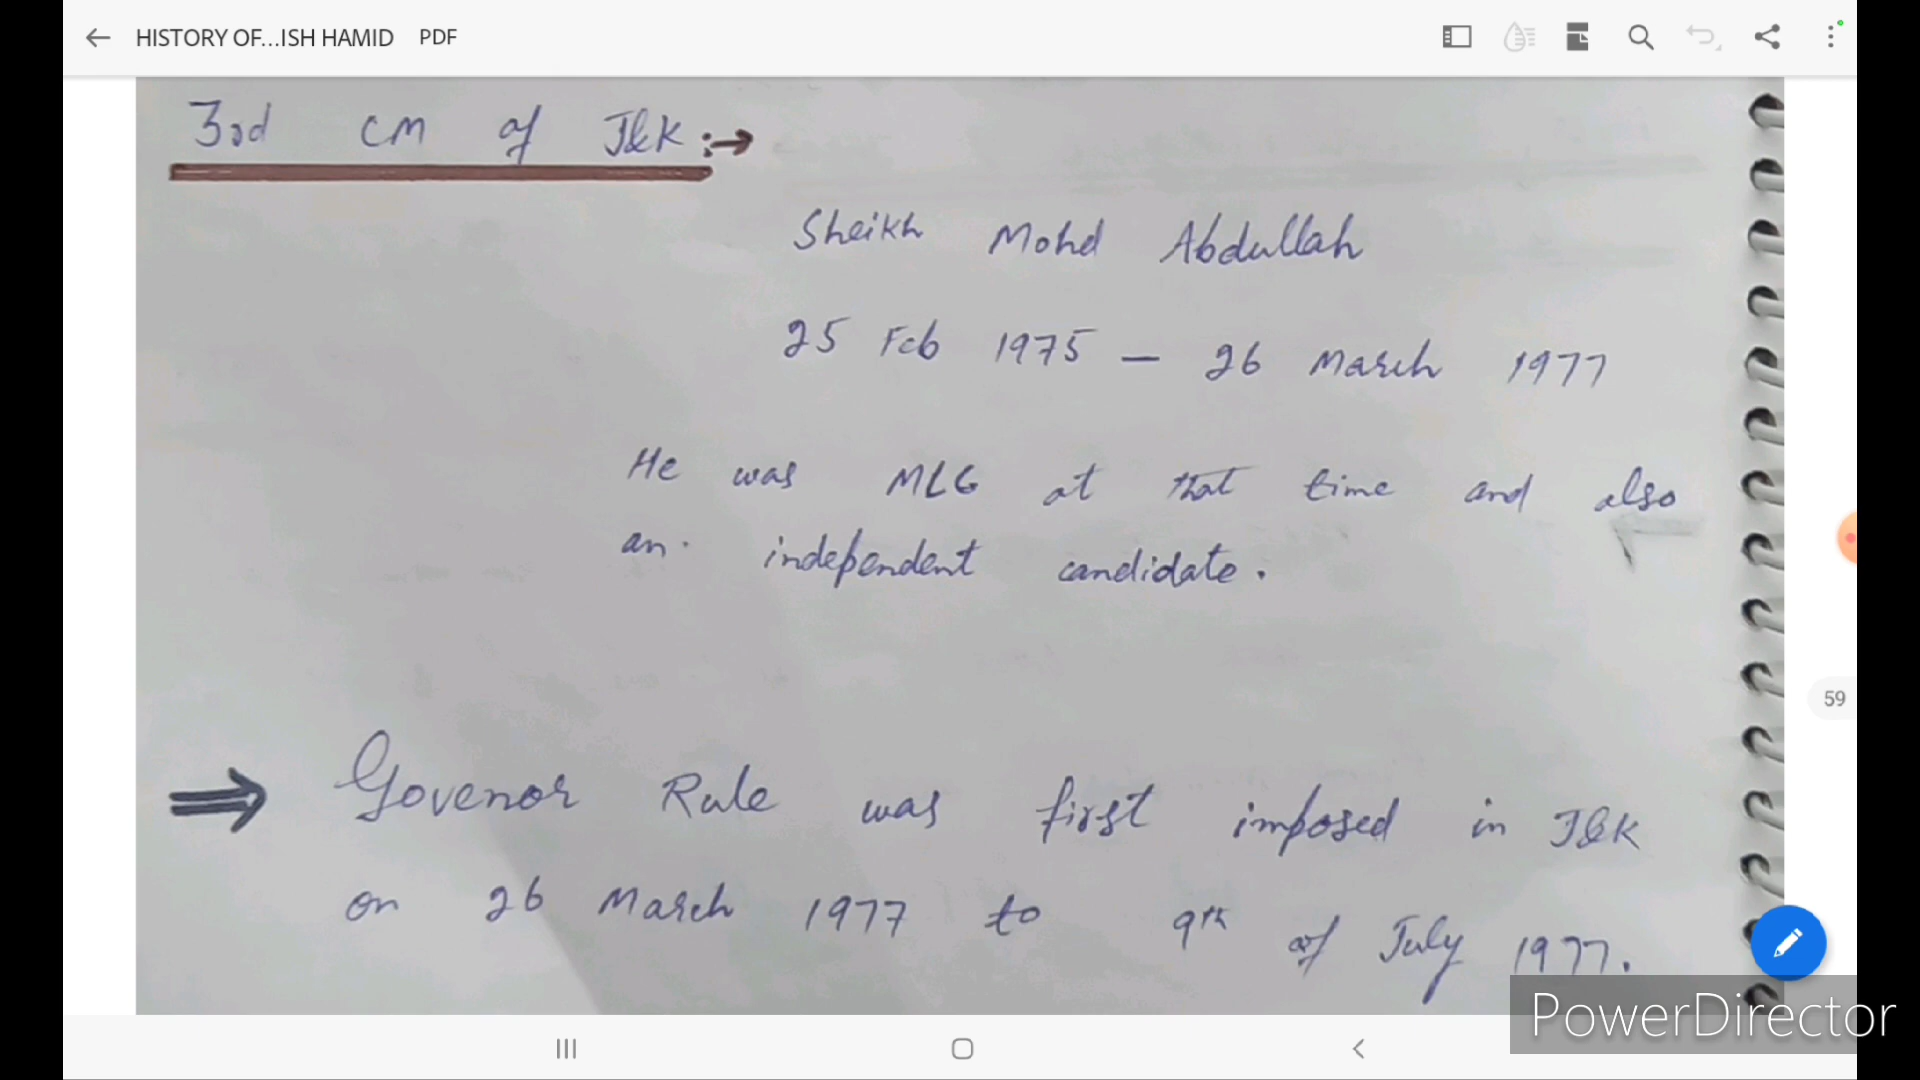 HISTORY OF...ISH HAMID PDF
3rd CM of J&K :→
Sheikh Mohd Abdullah
25 Feb 1975 — 26 March 1977
He was MLC at that time and also
an independent candidate.
⇒ Govenor Rule was first imposed in J&K
on 26 March 1977 to 9th of July 1977.
59
PowerDirector